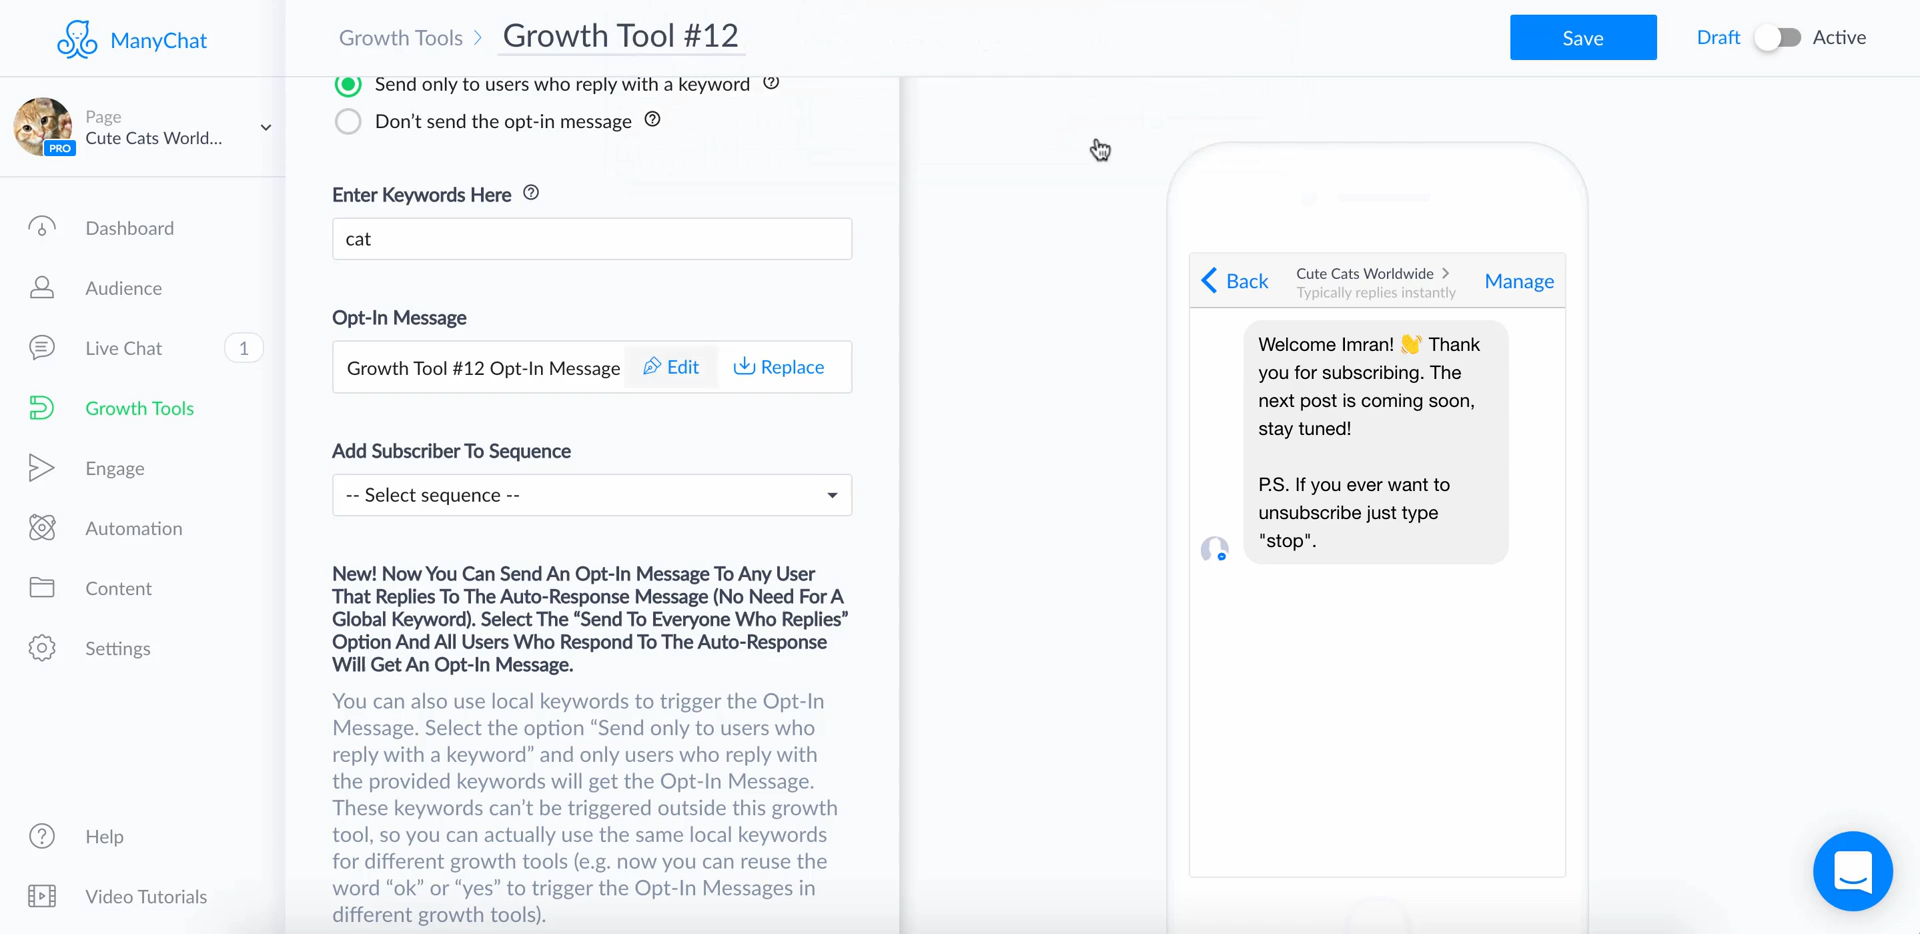 ManyChat
Growth Tools
Growth Tool #12
Save
Draft
Active
Page
Cute Cats World...
PRO
Dashboard
Audience
Live Chat
1
Growth Tools
Engage
Automation
Content
Settings
Help
Video Tutorials
Send only to users who reply with a keyword
Don't send the opt-in message
Enter Keywords Here
cat
Opt-In Message
Growth Tool #12 Opt-In Message
Edit
Replace
Add Subscriber To Sequence
-- Select sequence --
New! Now You Can Send An Opt-In Message To Any User
That Replies To The Auto-Response Message (No Need For A
Global Keyword). Select The “Send To Everyone Who Replies”
Option And All Users Who Respond To The Auto-Response
Will Get An Opt-In Message.
You can also use local keywords to trigger the Opt-In
Message. Select the option “Send only to users who
reply with a keyword” and only users who reply with
the provided keywords will get the Opt-In Message.
These keywords can’t be triggered outside this growth
tool, so you can actually use the same local keywords
for different growth tools (e.g. now you can reuse the
word “ok” or “yes” to trigger the Opt-In Messages in
different growth tools).
Back
Cute Cats Worldwide
Typically replies instantly
Manage
Welcome Imran! 👋 Thank
you for subscribing. The
next post is coming soon,
stay tuned!
P.S. If you ever want to
unsubscribe just type
"stop".